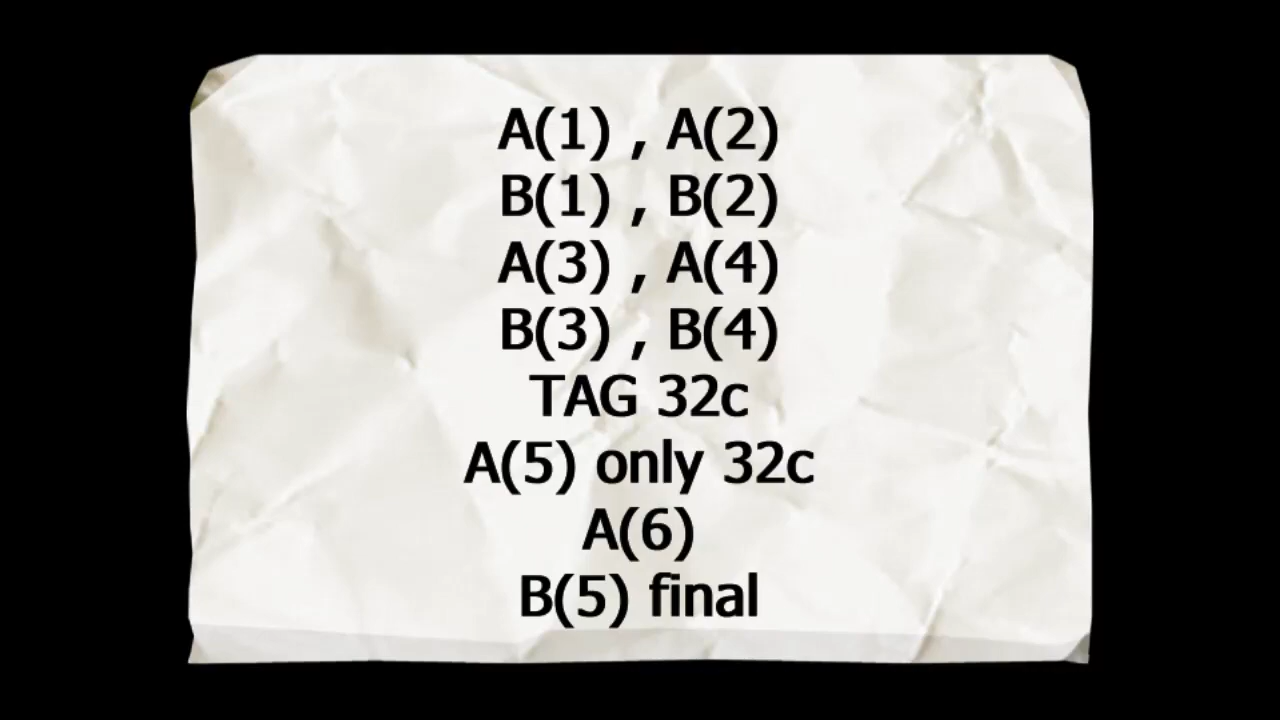 A(1) , A(2)
B(1) , B(2)
A(3) , A(4)
B(3) , B(4)
TAG 32c
A(5) only 32c
A(6)
B(5) final